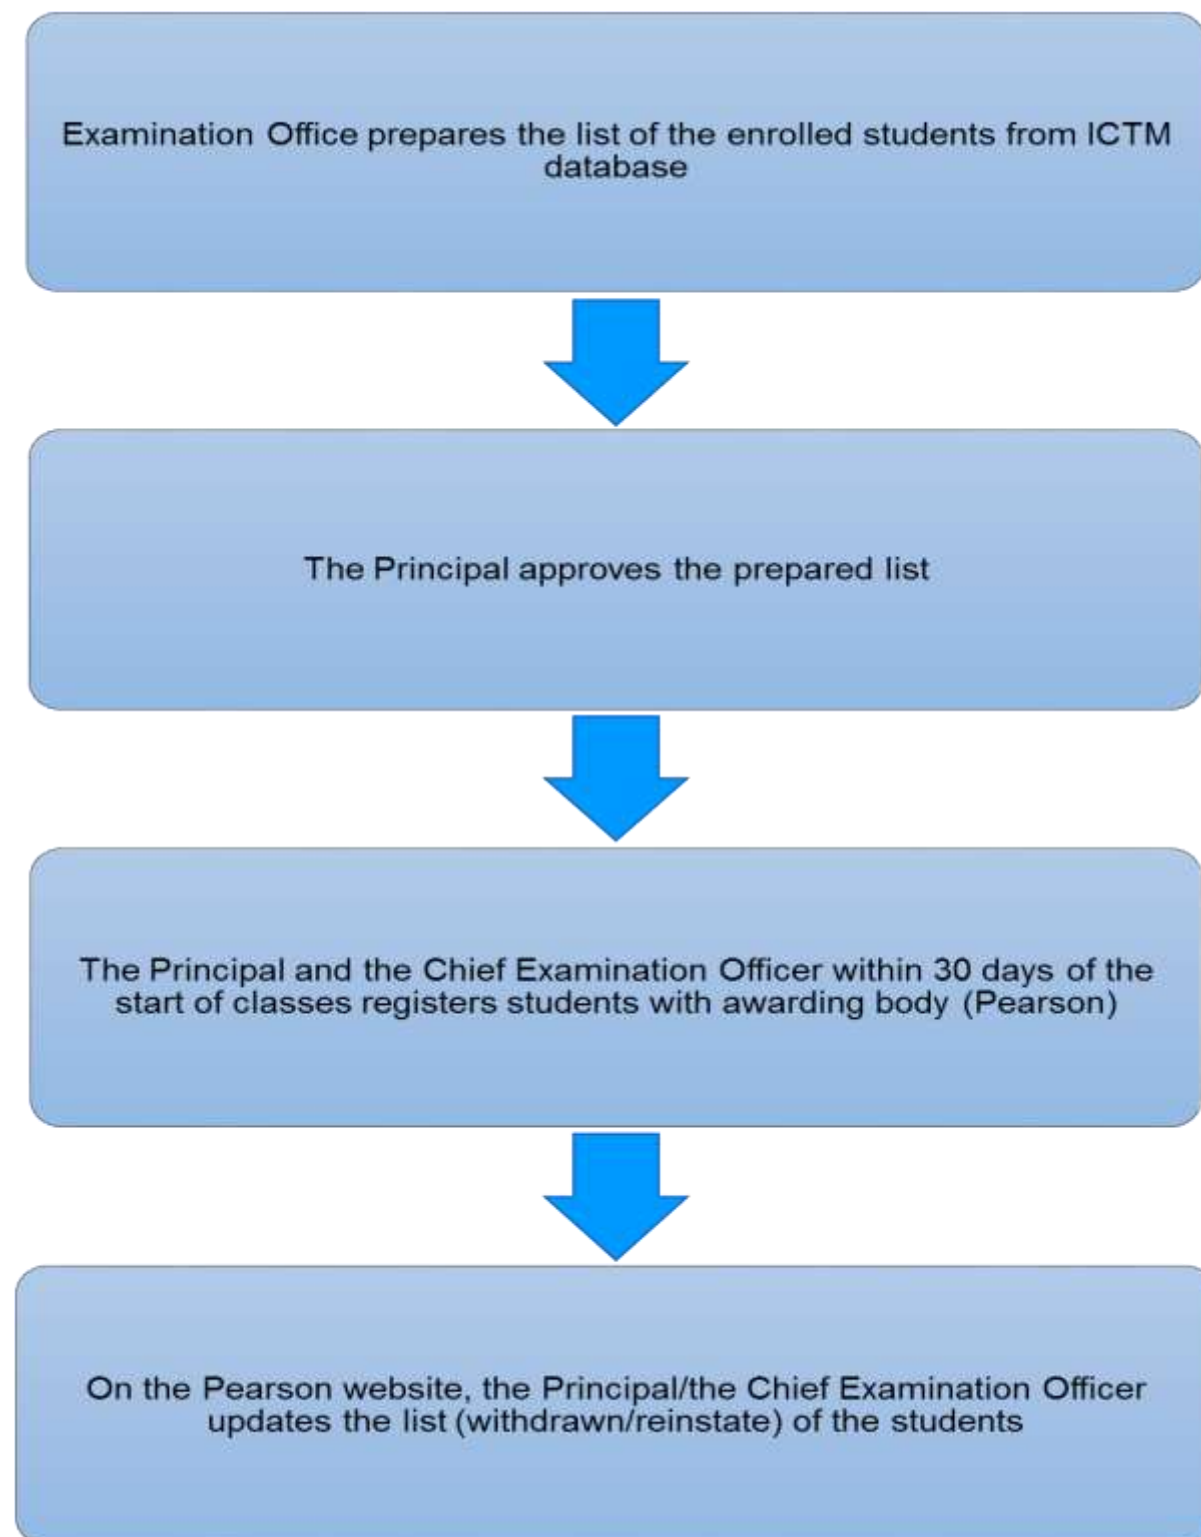 Examination Office prepares the list of the enrolled students from ICTM
database
The Principal approves the prepared list
The Principal and the Chief Examination Officer within 30 days of the
start of classes registers students with awarding body (Pearson)
On the Pearson website, the Principal/the Chief Examination Officer
updates the list (withdrawn/reinstate) of the students